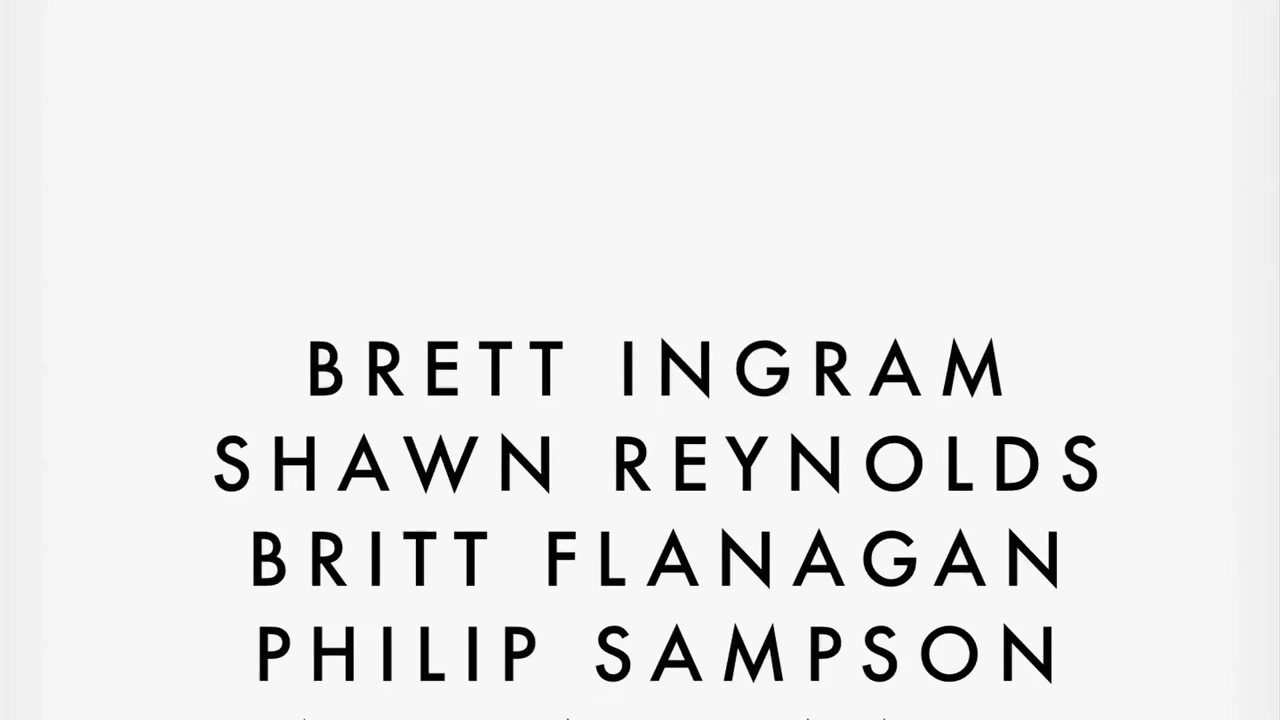 BRETT INGRAM
SHAWN REYNOLDS
BRITT FLANAGAN
PHILIP SAMPSON